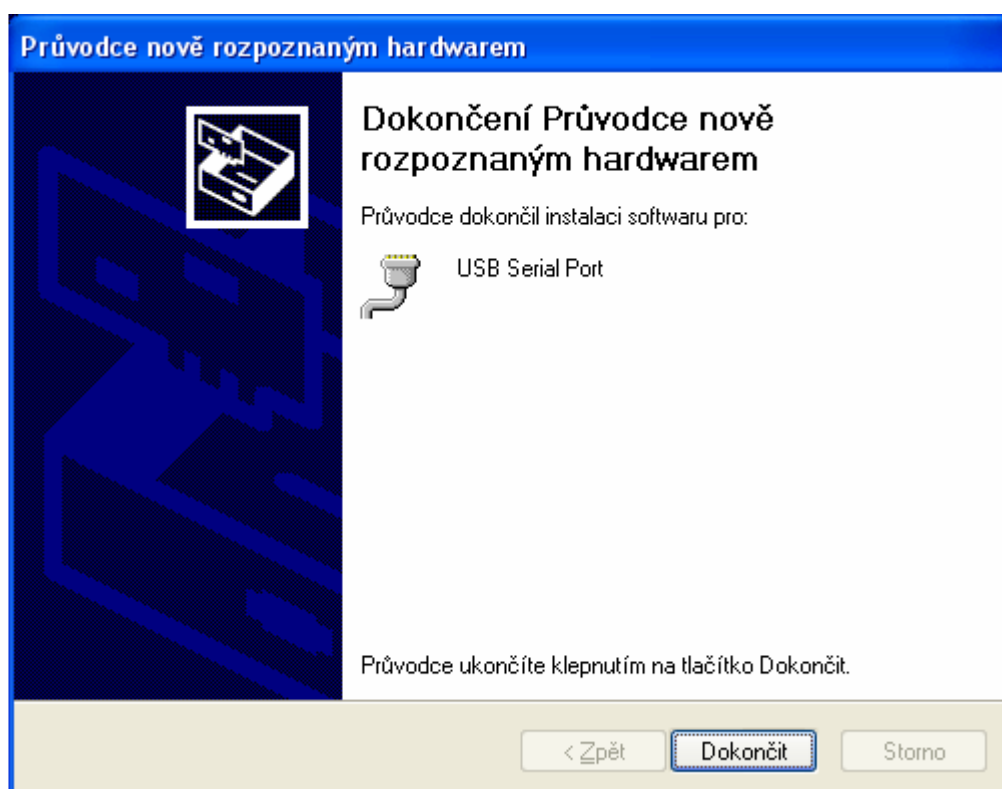 Průvodce nově rozpoznaným hardwarem
Dokončení Průvodce nově
rozpoznaným hardwarem
Průvodce dokončil instalaci softwaru pro:
USB Serial Port
Průvodce ukončíte klepnutím na tlačítko Dokončit.
< Zpět
Dokončit
Storno